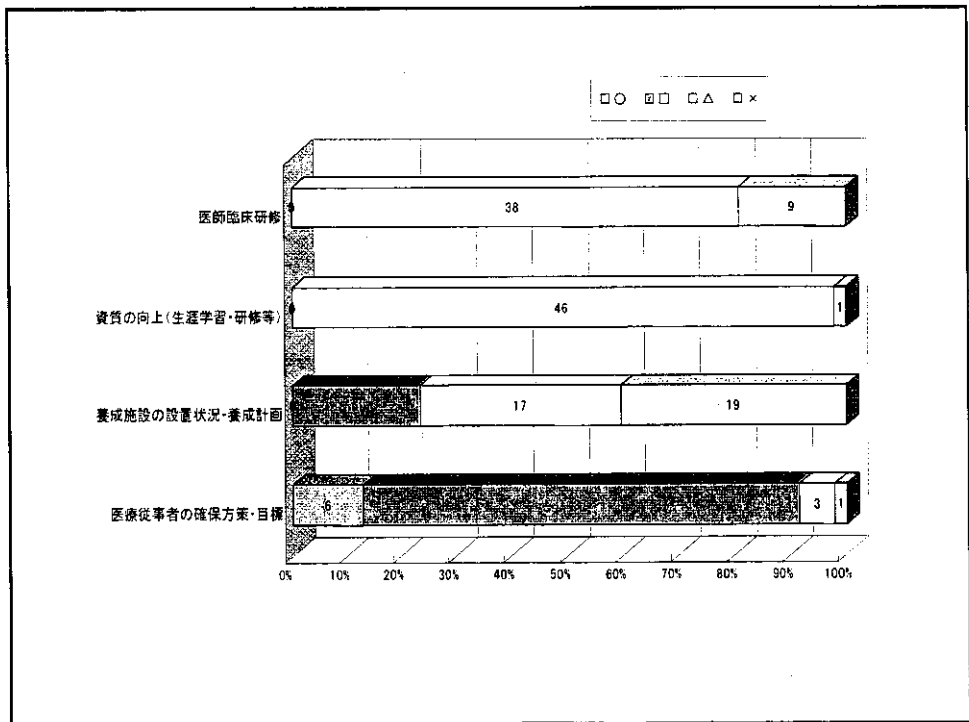 □○ □□ □△ □×
医師臨床研修
38 9
資質の向上(生涯学習・研修等)
46 1
養成施設の設置状況・養成計画
17 19
医療従事者の確保方策・目標
6 3 1
0% 10% 20% 30% 40% 50% 60% 70% 80% 90% 100%